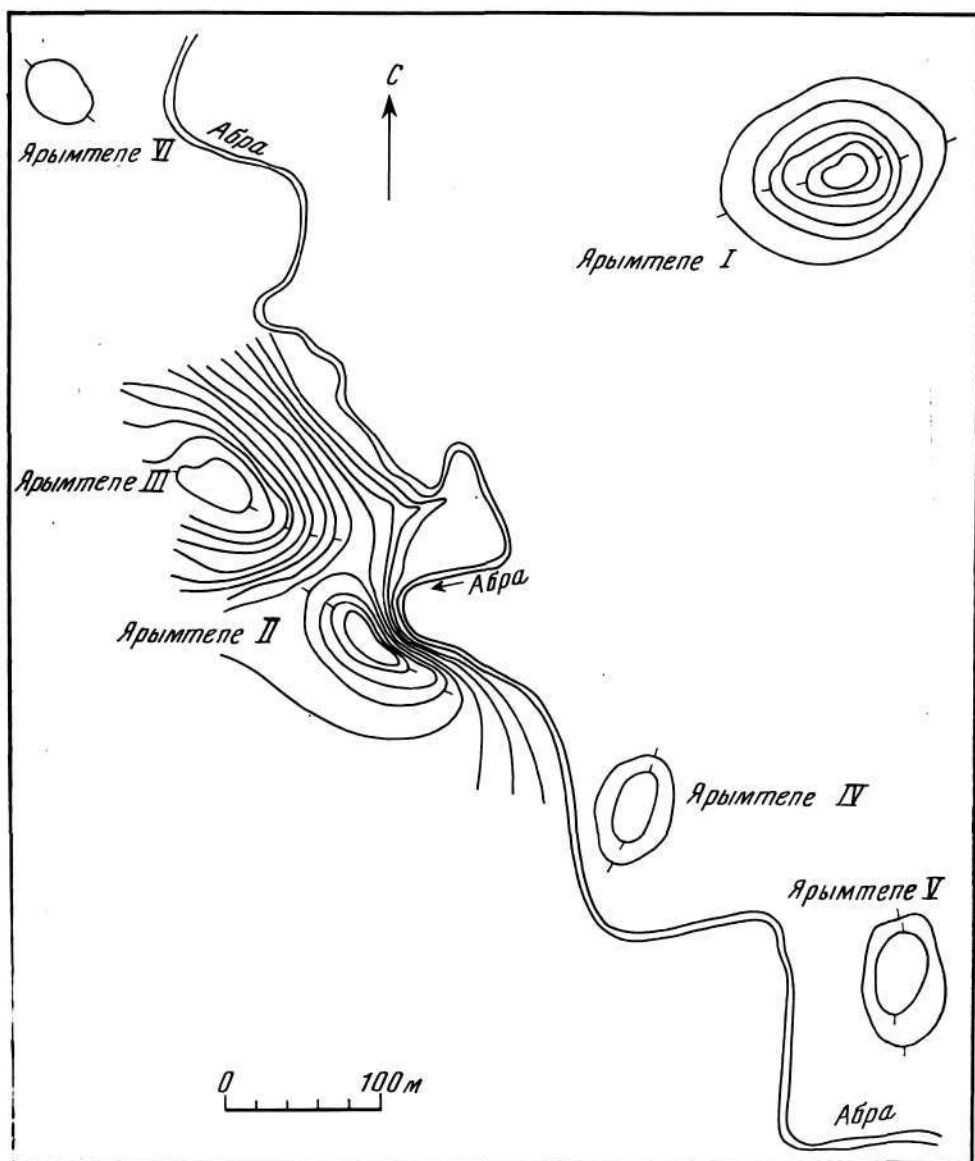 С
Абра
Ярымтепе VI
Ярымтепе I
Ярымтепе III
Абра
Ярымтепе II
Ярымтепе IV
Ярымтепе V
0 100 м
Абра